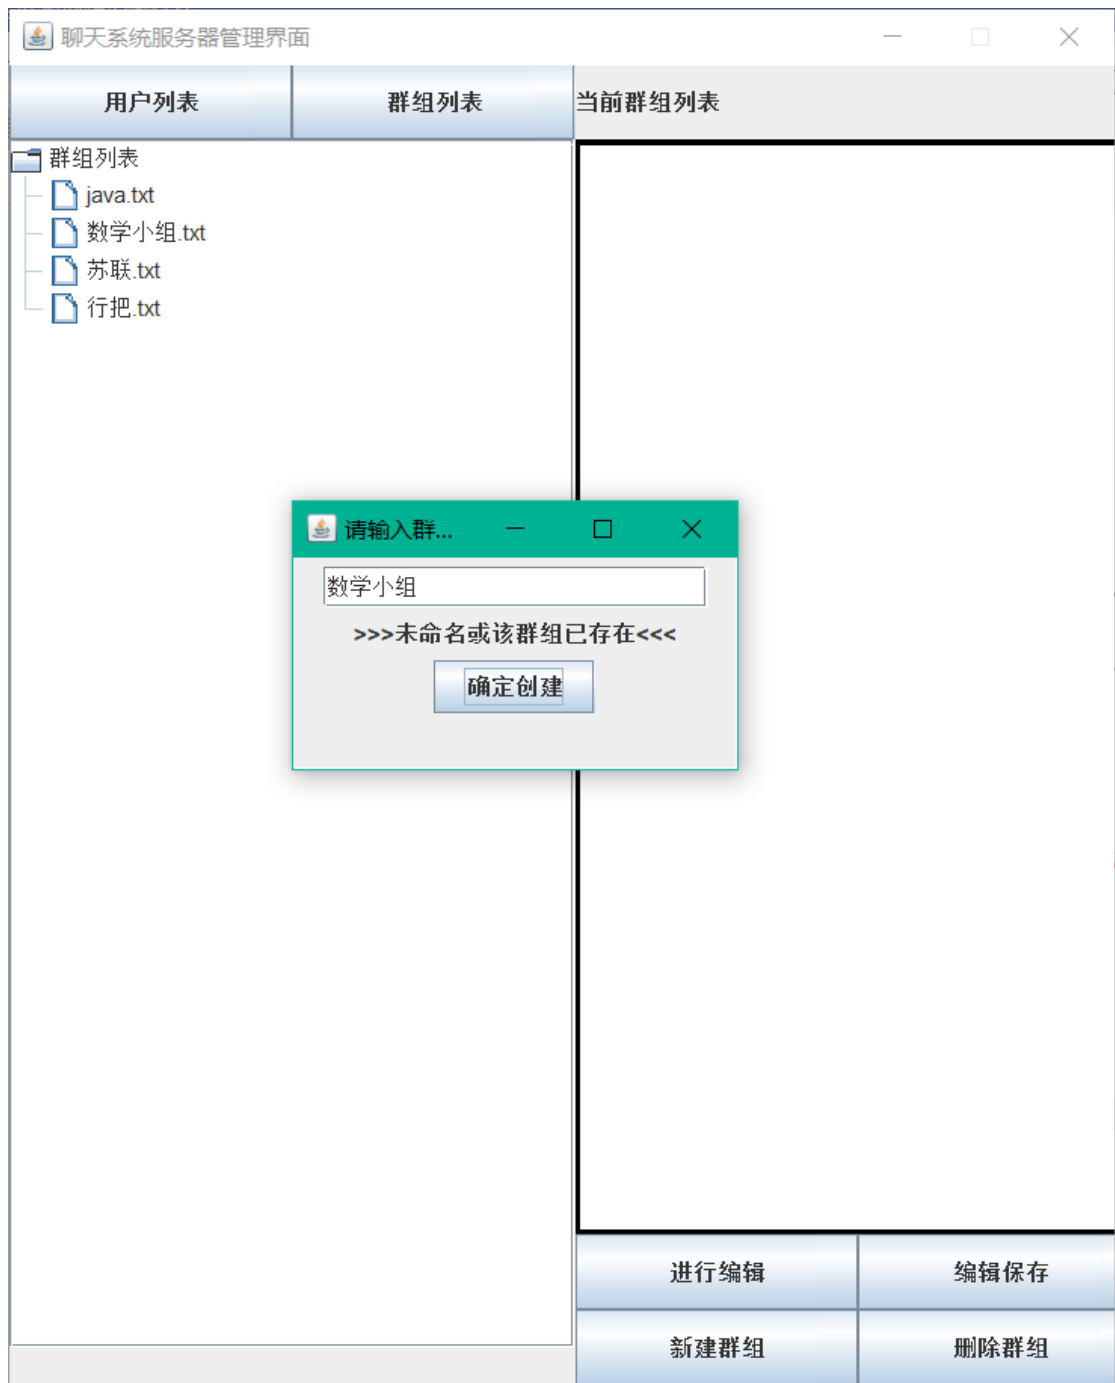 聊天系统服务器管理界面
用户列表
群组列表
当前群组列表
群组列表
java.txt
数学小组.txt
苏联.txt
行把.txt
请输入群...
数学小组
>>>未命名或该群组已存在<<<
确定创建
进行编辑
编辑保存
新建群组
删除群组